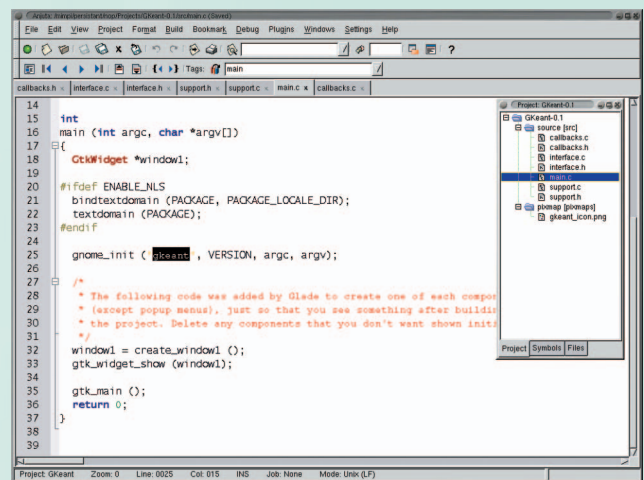 Anjuta: /mnt/persistant/hop/Projects/GKeant-0.1/src/main.c (Saved)
File Edit View Project Format Build Bookmark Debug Plugins Windows Settings Help
Tags: main
callbacks.h interface.c interface.h support.h support.c main.c callbacks.c
14
15 int
16 main (int argc, char *argv[])
17 {
18 GtkWidget *window1;
19
20 #ifdef ENABLE_NLS
21 bindtextdomain (PACKAGE, PACKAGE_LOCALE_DIR);
22 textdomain (PACKAGE);
23 #endif
24
25 gnome_init ("gkeant", VERSION, argc, argv);
26
27 /*
28 * The following code was added by Glade to create one of each compor
29 * (except popup menus), just so that you see something after buildin
30 * the project. Delete any components that you don't want shown initi
31 */
32 window1 = create_window1 ();
33 gtk_widget_show (window1);
34
35 gtk_main ();
36 return 0;
37 }
38
39
Project: GKeant-0.1
GKeant-0.1
source [src]
callbacks.c
callbacks.h
interface.c
interface.h
main.c
support.c
support.h
pixmap [pixmaps]
gkeant_icon.png
Project Symbols Files
Project: GKeant Zoom: 0 Line: 0025 Col: 015 INS Job: None Mode: Unix (LF)